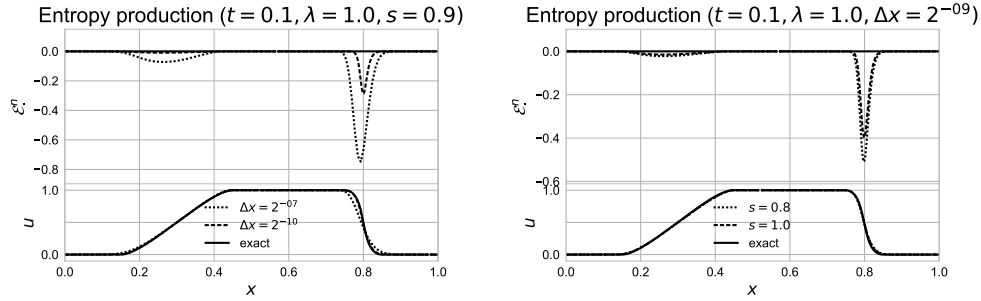 Entropy production (t = 0.1, λ = 1.0, s = 0.9)
0.0
−0.2
−0.4
−0.6
−0.8
ℰⁿ.
1.0
0.0
u
Δx = 2⁻⁰⁷
Δx = 2⁻¹⁰
exact
0.0 0.2 0.4 0.6 0.8 1.0
x
Entropy production (t = 0.1, λ = 1.0, Δx = 2⁻⁰⁹)
0.0
−0.2
−0.4
−0.6
ℰⁿ.
1.0
0.0
u
s = 0.8
s = 1.0
exact
0.0 0.2 0.4 0.6 0.8 1.0
x